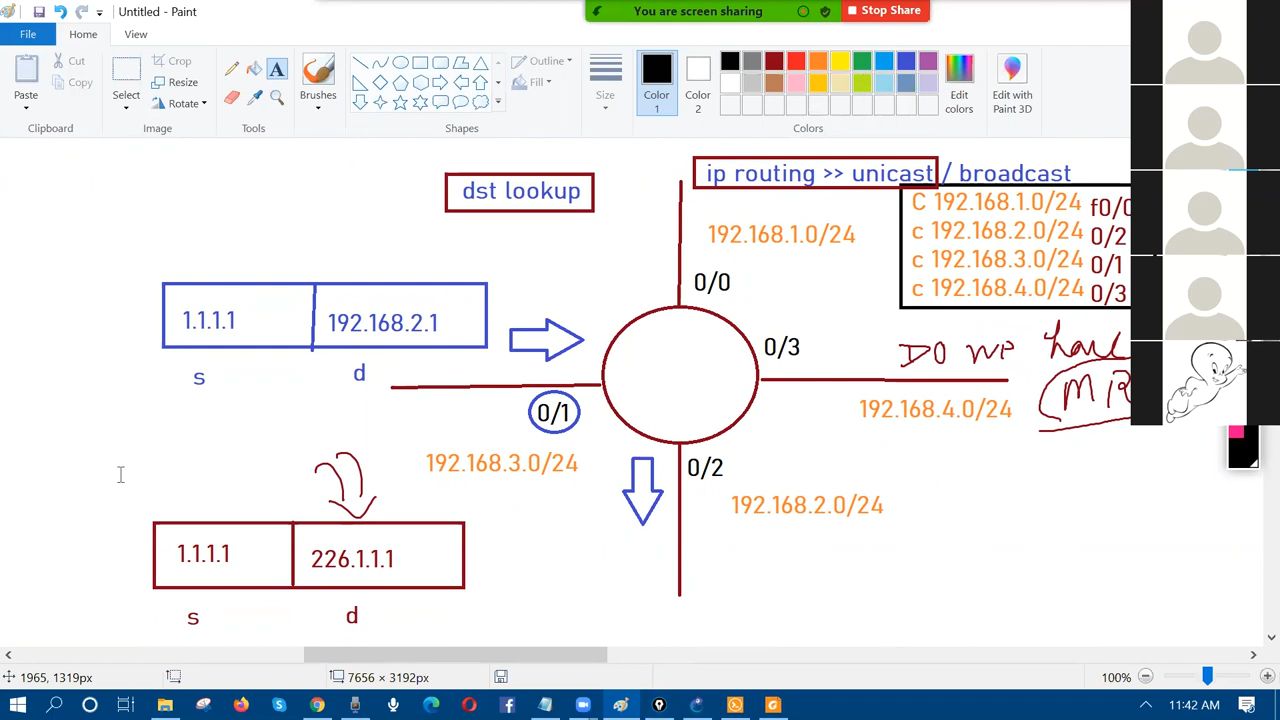 Untitled - Paint
You are screen sharing
Stop Share
File
Home
View
Paste
Cut
Copy
Clipboard
Select
Crop
Resize
Rotate
Image
A
Tools
Brushes
Outline
Fill
Shapes
Size
Color 1
Color 2
Edit colors
Edit with Paint 3D
Colors
dst lookup
ip routing >> unicast / broadcast
C 192.168.1.0/24 f0/0
c 192.168.2.0/24 0/2
c 192.168.3.0/24 0/1
c 192.168.4.0/24 0/3
192.168.1.0/24
0/0
1.1.1.1
192.168.2.1
s
d
0/3
DO we have
192.168.4.0/24
0/1
192.168.3.0/24
0/2
192.168.2.0/24
1.1.1.1
226.1.1.1
s
d
1965, 1319px
7656 × 3192px
100%
11:42 AM